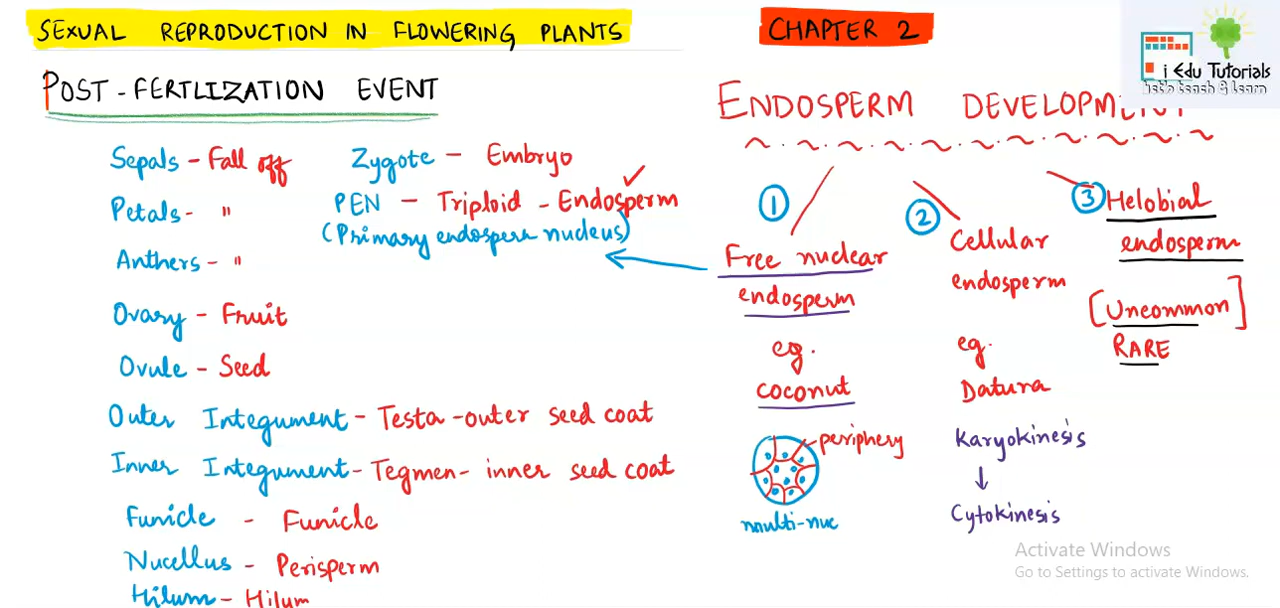 SEXUAL REPRODUCTION IN FLOWERING PLANTS
CHAPTER 2
i Edu Tutorials
let's teach & learn
POST-FERTLIZATION EVENT
Sepals - Fall off
Petals - "
Anthers - "
Ovary - Fruit
Ovule - Seed
Outer Integument - Testa - outer seed coat
Inner Integument - Tegmen - inner seed coat
Funicle - Funicle
Nucellus - Perisperm
Hilum - Hilum
Zygote - Embryo
PEN - Triploid - Endosperm ✓
(Primary endosperm nucleus)
ENDOSPERM DEVELOPMENT
1
Free nuclear
endosperm
eg.
coconut
periphery
multi-nuc
2
Cellular
endosperm
eg.
Datura
Karyokinesis
↓
Cytokinesis
3 Helobial
endosperm
[Uncommon]
RARE
Activate Windows
Go to Settings to activate Windows.